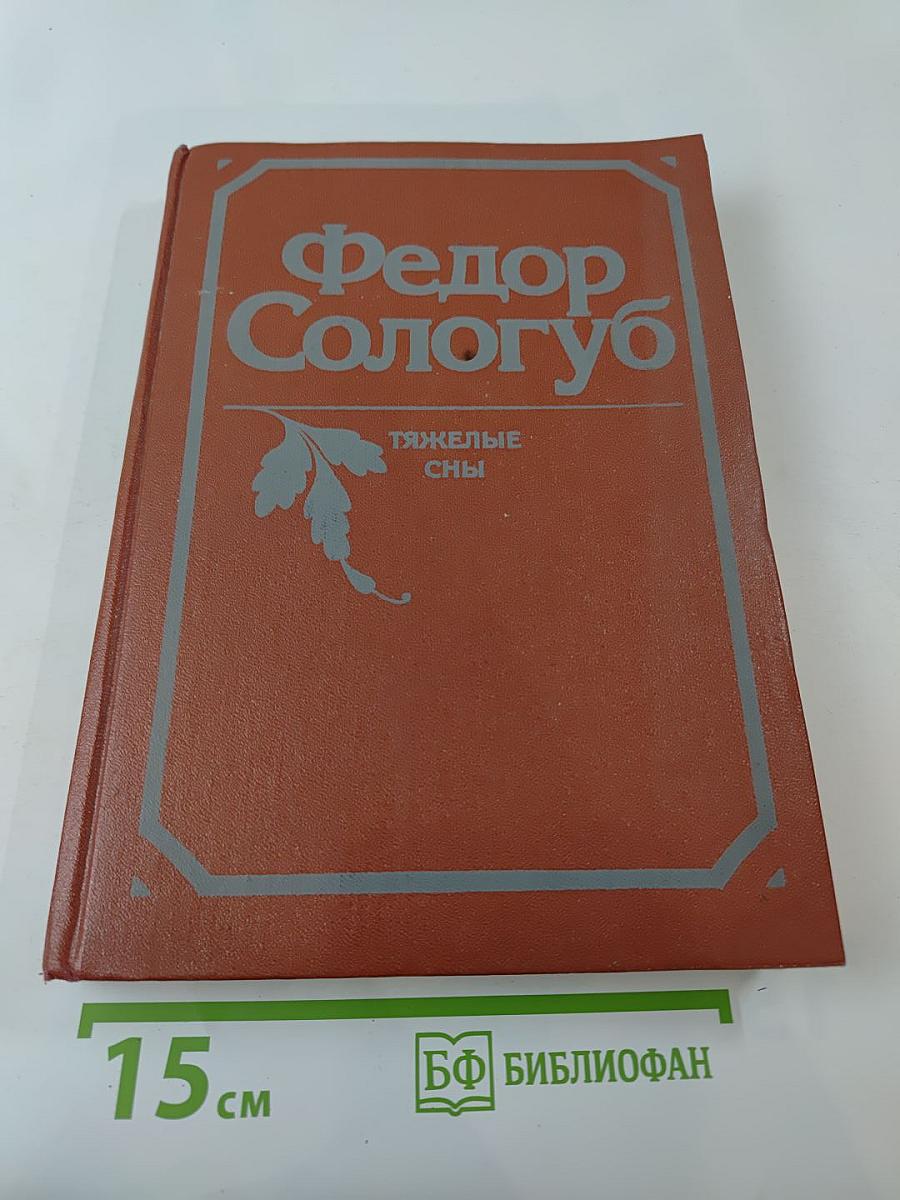 Федор
Сологуб
ТЯЖЕЛЫЕ
СНЫ
15 см
БФ БИБЛИОФАН